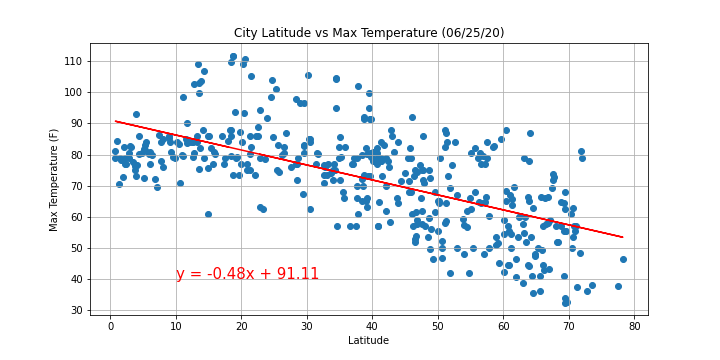 City Latitude vs Max Temperature (06/25/20)
110
100
90
80
70
60
50
40
30
Max Temperature (F)
y = -0.48x + 91.11
0 10 20 30 40 50 60 70 80
Latitude